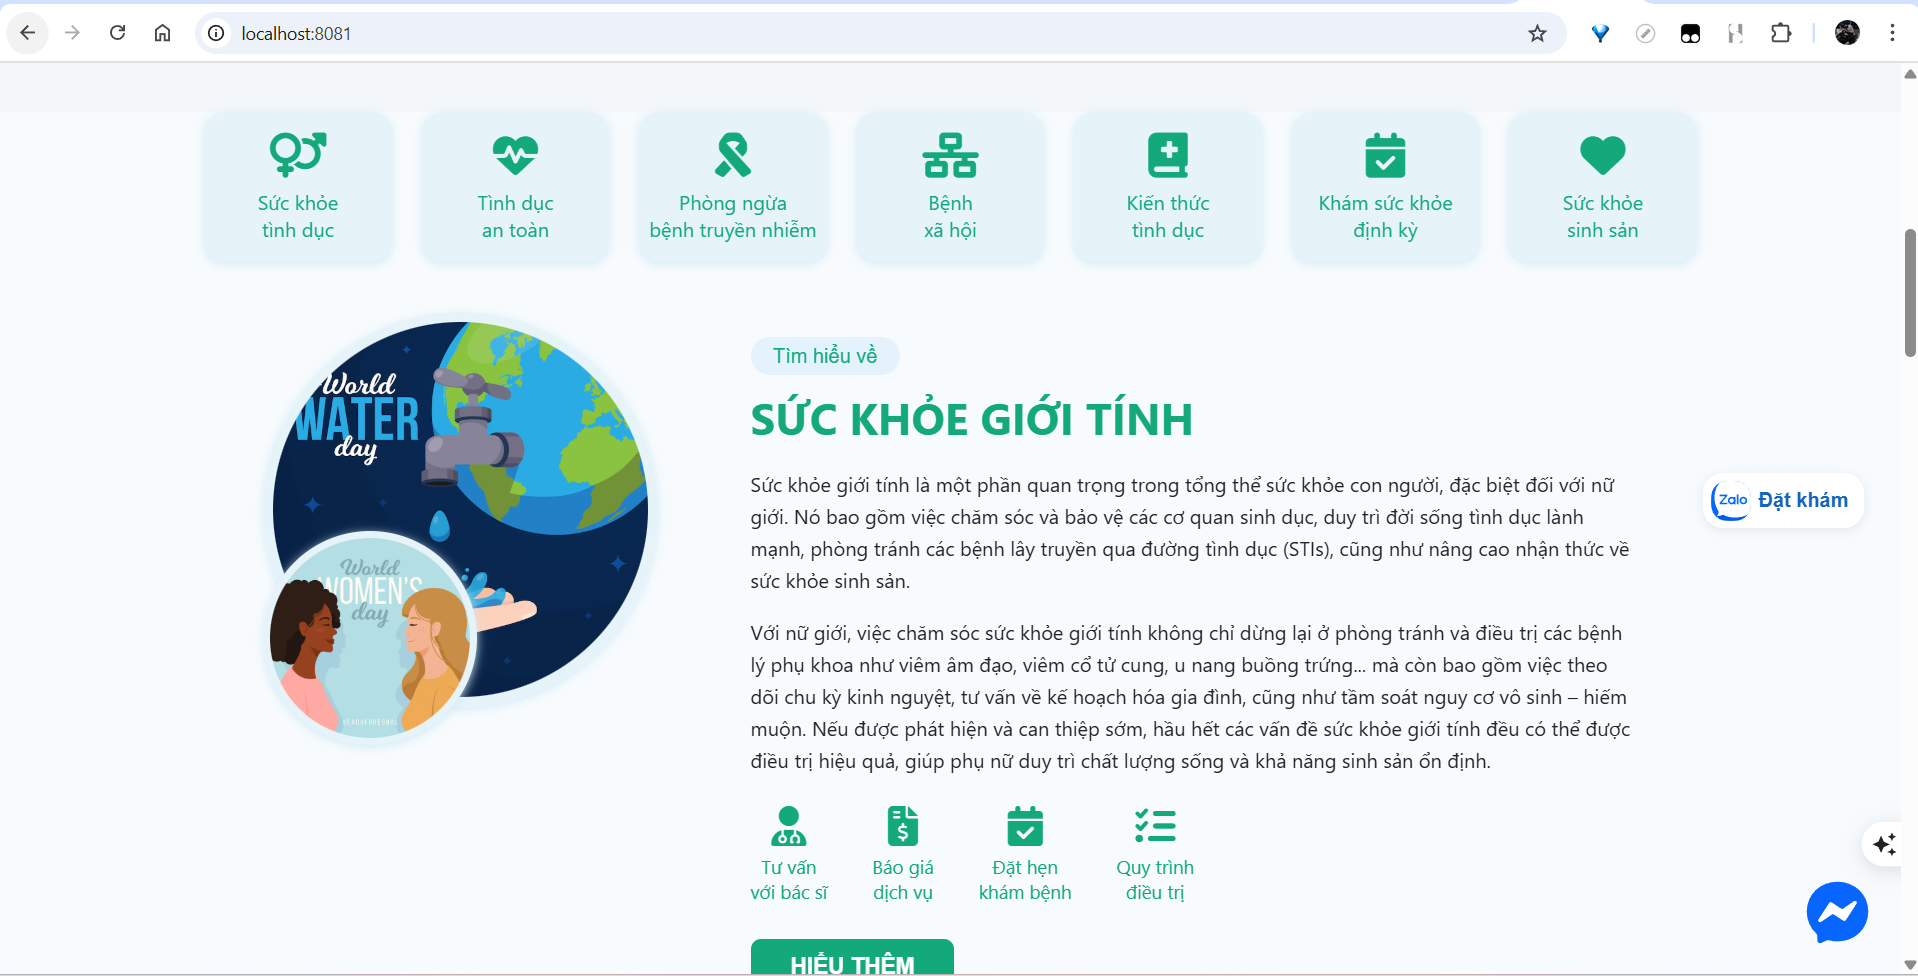 localhost:8081
Sức khỏe
tình dục
Tình dục
an toàn
Phòng ngừa
bệnh truyền nhiễm
Bệnh
xã hội
Kiến thức
tình dục
Khám sức khỏe
định kỳ
Sức khỏe
sinh sản
World
WATER
day
World
WOMEN'S
day
Tìm hiểu về
SỨC KHỎE GIỚI TÍNH
Sức khỏe giới tính là một phần quan trọng trong tổng thể sức khỏe con người, đặc biệt đối với nữ
giới. Nó bao gồm việc chăm sóc và bảo vệ các cơ quan sinh dục, duy trì đời sống tình dục lành
mạnh, phòng tránh các bệnh lây truyền qua đường tình dục (STIs), cũng như nâng cao nhận thức về
sức khỏe sinh sản.
Với nữ giới, việc chăm sóc sức khỏe giới tính không chỉ dừng lại ở phòng tránh và điều trị các bệnh
lý phụ khoa như viêm âm đạo, viêm cổ tử cung, u nang buồng trứng... mà còn bao gồm việc theo
dõi chu kỳ kinh nguyệt, tư vấn về kế hoạch hóa gia đình, cũng như tầm soát nguy cơ vô sinh – hiếm
muộn. Nếu được phát hiện và can thiệp sớm, hầu hết các vấn đề sức khỏe giới tính đều có thể được
điều trị hiệu quả, giúp phụ nữ duy trì chất lượng sống và khả năng sinh sản ổn định.
Tư vấn
với bác sĩ
Báo giá
dịch vụ
Đặt hẹn
khám bệnh
Quy trình
điều trị
HIỂU THÊM
Zalo Đặt khám